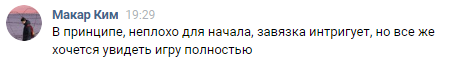 Макар Ким 19:29
В принципе, неплохо для начала, завязка интригует, но все же
хочется увидеть игру полностью